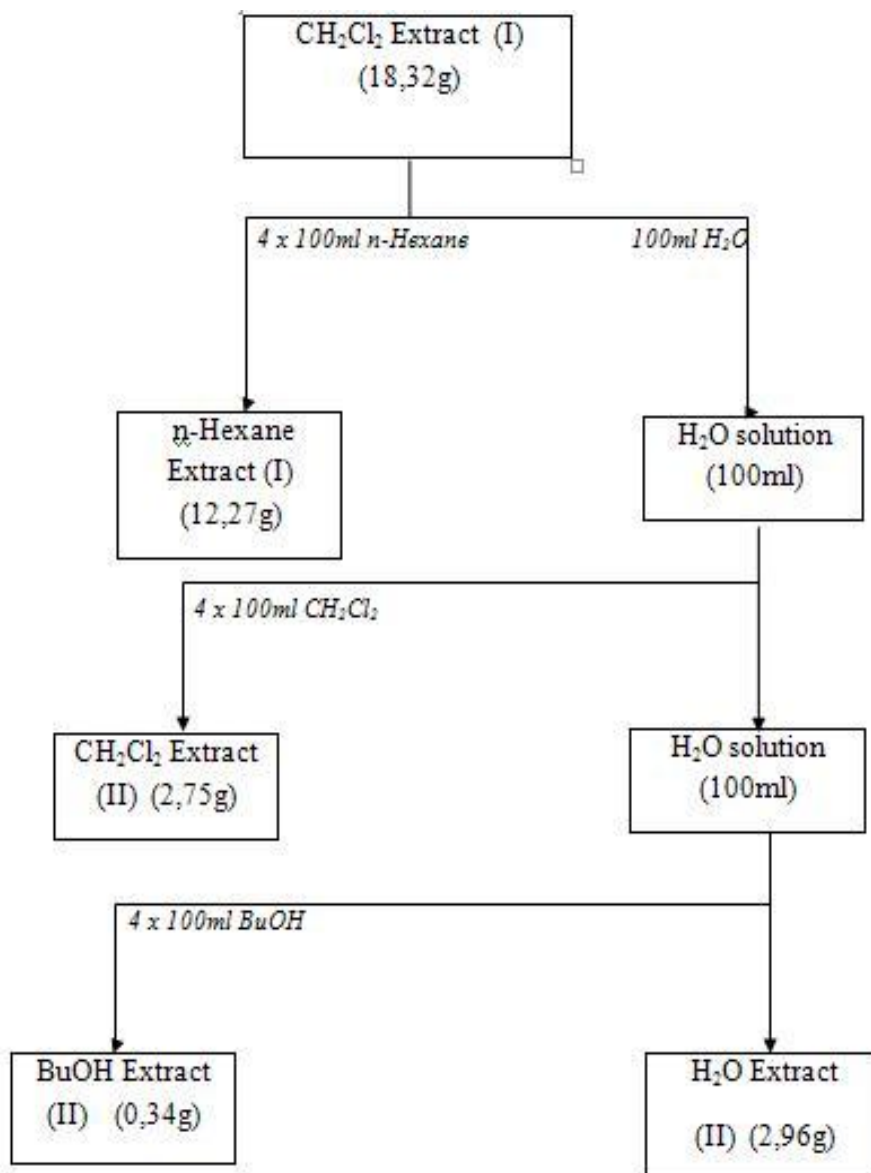 CH₂Cl₂ Extract (I)
(18,32g)
4 x 100ml n-Hexane
100ml H₂O
n-Hexane
Extract (I)
(12,27g)
H₂O solution
(100ml)
4 x 100ml CH₂Cl₂
CH₂Cl₂ Extract
(II) (2,75g)
H₂O solution
(100ml)
4 x 100ml BuOH
BuOH Extract
(II) (0,34g)
H₂O Extract
(II) (2,96g)